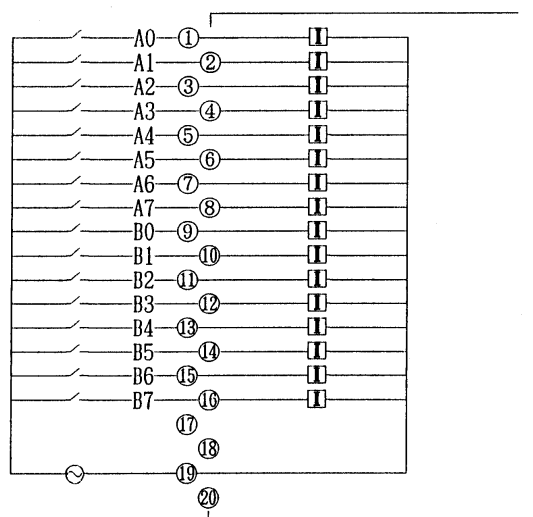 A0 ①
A1 ②
A2 ③
A3 ④
A4 ⑤
A5 ⑥
A6 ⑦
A7 ⑧
B0 ⑨
B1 ⑩
B2 ⑪
B3 ⑫
B4 ⑬
B5 ⑭
B6 ⑮
B7 ⑯
⑰
⑱
⑲
⑳